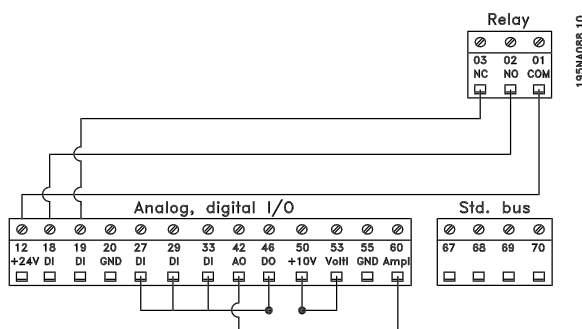 Relay
03 02 01
NC NO COM
195NA088.10
Analog, digital I/O
12 18 19 20 27 29 33 42 46 50 53 55 60
+24V DI DI GND DI DI DI AO DO +10V VoltI GND AmpI
Std. bus
67 68 69 70